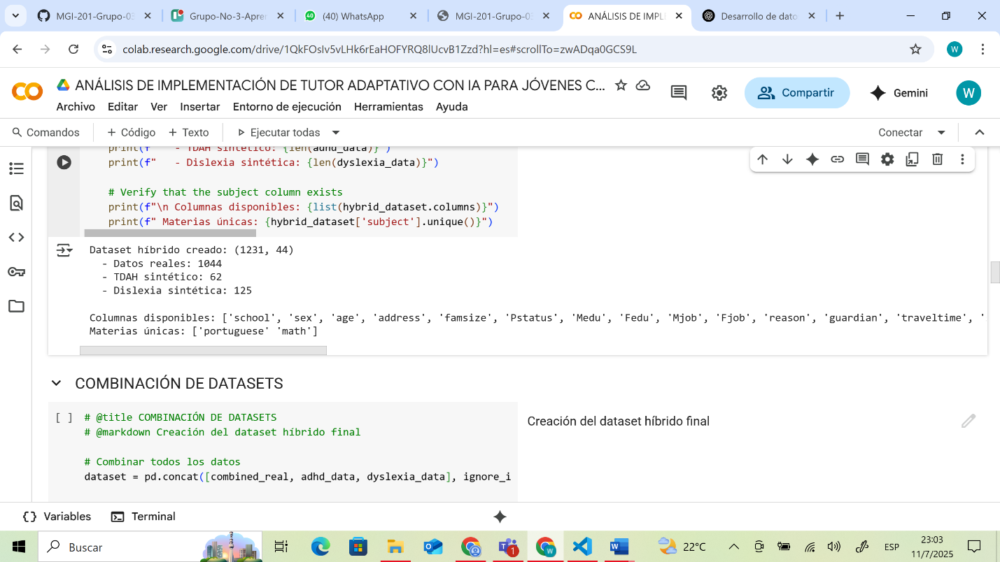 MGI-201-Grupo-03
Grupo-No-3-Apren
(40) WhatsApp
MGI-201-Grupo-03
ANÁLISIS DE IMPL
Desarrollo de dato
colab.research.google.com/drive/1QkFOsIv5vLHk6rEaHOFYRQ8lUcvB1Zzd?hl=es#scrollTo=zwADqa0GCS9L
W
ANÁLISIS DE IMPLEMENTACIÓN DE TUTOR ADAPTATIVO CON IA PARA JÓVENES C...
Compartir
Gemini
W
Archivo Editar Ver Insertar Entorno de ejecución Herramientas Ayuda
Comandos + Código + Texto Ejecutar todas Conectar
print(f"   - TDAH sintético: {len(adhd_data)}")
print(f"   - Dislexia sintética: {len(dyslexia_data)}")
# Verify that the subject column exists
print(f"\n Columnas disponibles: {list(hybrid_dataset.columns)}")
print(f" Materias únicas: {hybrid_dataset['subject'].unique()}")
Dataset híbrido creado: (1231, 44)
- Datos reales: 1044
- TDAH sintético: 62
- Dislexia sintética: 125
Columnas disponibles: ['school', 'sex', 'age', 'address', 'famsize', 'Pstatus', 'Medu', 'Fedu', 'Mjob', 'Fjob', 'reason', 'guardian', 'traveltime', '
Materias únicas: ['portuguese' 'math']
COMBINACIÓN DE DATASETS
[ ] # @title COMBINACIÓN DE DATASETS
# @markdown Creación del dataset híbrido final
# Combinar todos los datos
dataset = pd.concat([combined_real, adhd_data, dyslexia_data], ignore_i
Creación del dataset híbrido final
{} Variables Terminal
Buscar
1
W
22°C
ESP
23:03
11/7/2025